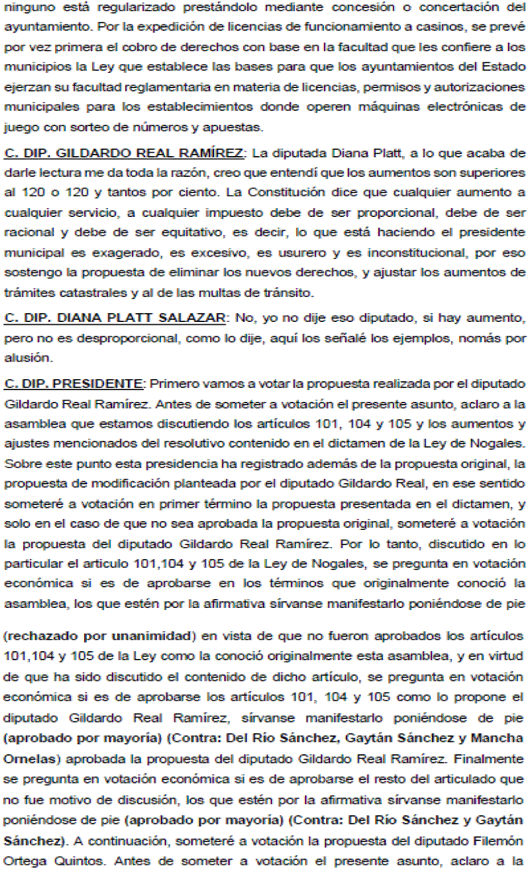 ninguno está regularizado prestándolo mediante concesión o concertación del
ayuntamiento. Por la expedición de licencias de funcionamiento a casinos, se prevé
por vez primera el cobro de derechos con base en la facultad que les confiere a los
municipios la Ley que establece las bases para que los ayuntamientos del Estado
ejerzan su facultad reglamentaria en materia de licencias, permisos y autorizaciones
municipales para los establecimientos donde operen máquinas electrónicas de
juego con sorteo de números y apuestas.
C. DIP. GILDARDO REAL RAMÍREZ: La diputada Diana Platt, a lo que acaba de
darle lectura me da toda la razón, creo que entendí que los aumentos son superiores
al 120 o 120 y tantos por ciento. La Constitución dice que cualquier aumento a
cualquier servicio, a cualquier impuesto debe de ser proporcional, debe de ser
racional y debe de ser equitativo, es decir, lo que está haciendo el presidente
municipal es exagerado, es excesivo, es usurero y es inconstitucional, por eso
sostengo la propuesta de eliminar los nuevos derechos, y ajustar los aumentos de
trámites catastrales y al de las multas de tránsito.
C. DIP. DIANA PLATT SALAZAR: No, yo no dije eso diputado, si hay aumento,
pero no es desproporcional, como lo dije, aquí los señalé los ejemplos, nomás por
alusión.
C. DIP. PRESIDENTE: Primero vamos a votar la propuesta realizada por el diputado
Gildardo Real Ramírez. Antes de someter a votación el presente asunto, aclaro a la
asamblea que estamos discutiendo los artículos 101, 104 y 105 y los aumentos y
ajustes mencionados del resolutivo contenido en el dictamen de la Ley de Nogales.
Sobre este punto esta presidencia ha registrado además de la propuesta original, la
propuesta de modificación planteada por el diputado Gildardo Real, en ese sentido
someteré a votación en primer término la propuesta presentada en el dictamen, y
solo en el caso de que no sea aprobada la propuesta original, someteré a votación
la propuesta del diputado Gildardo Real Ramírez. Por lo tanto, discutido en lo
particular el articulo 101,104 y 105 de la Ley de Nogales, se pregunta en votación
económica si es de aprobarse en los términos que originalmente conoció la
asamblea, los que estén por la afirmativa sírvanse manifestarlo poniéndose de pie
(rechazado por unanimidad) en vista de que no fueron aprobados los artículos
101,104 y 105 de la Ley como la conoció originalmente esta asamblea, y en virtud
de que ha sido discutido el contenido de dicho artículo, se pregunta en votación
económica si es de aprobarse los artículos 101, 104 y 105 como lo propone el
diputado Gildardo Real Ramírez, sírvanse manifestarlo poniéndose de pie
(aprobado por mayoría) (Contra: Del Río Sánchez, Gaytán Sánchez y Mancha
Ornelas) aprobada la propuesta del diputado Gildardo Real Ramírez. Finalmente
se pregunta en votación económica si es de aprobarse el resto del articulado que
no fue motivo de discusión, los que estén por la afirmativa sírvanse manifestarlo
poniéndose de pie (aprobado por mayoría) (Contra: Del Río Sánchez y Gaytán
Sánchez). A continuación, someteré a votación la propuesta del diputado Filemón
Ortega Quintos. Antes de someter a votación el presente asunto, aclaro a la